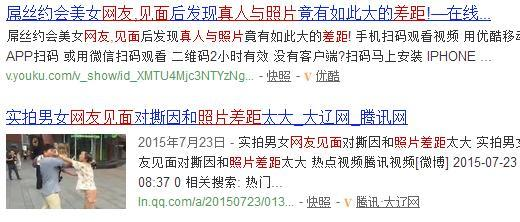 屌丝约会美女网友,见面后发现真人与照片竟有如此大的差距!—在线...
屌丝约会美女网友,见面后发现真人与照片竟有如此大的差距! 手机扫码观看视频 用优酷移动
APP扫码 或用微信扫码观看 二维码2小时有效 没有客户端?扫码马上安装 IPHONE ...
v.youku.com/v_show/id_XMTU4Mjc3NTYzNg... - 快照 - v 优酷
实拍男女网友见面对撕因和照片差距太大_大辽网_腾讯网
2015年7月23日 - 实拍男女网友见面对撕因和照片差距太大 实拍男女
友见面对撕因和照片差距太大 热点视频腾讯视频[微博] 2015-07-23
08:37 0 相关搜索: 热门...
ln.qq.com/a/20150723/013... - 快照 - v 腾讯·大辽网